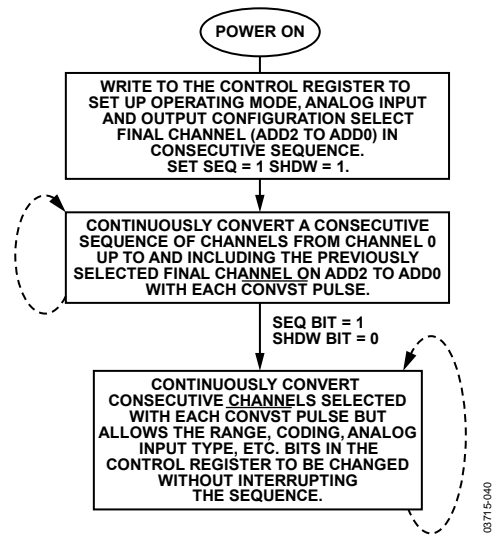 POWER ON
WRITE TO THE CONTROL REGISTER TO
SET UP OPERATING MODE, ANALOG INPUT
AND OUTPUT CONFIGURATION SELECT
FINAL CHANNEL (ADD2 TO ADD0) IN
CONSECUTIVE SEQUENCE.
SET SEQ = 1 SHDW = 1.
CONTINUOUSLY CONVERT A CONSECUTIVE
SEQUENCE OF CHANNELS FROM CHANNEL 0
UP TO AND INCLUDING THE PREVIOUSLY
SELECTED FINAL CHANNEL ON ADD2 TO ADD0
WITH EACH CONVST PULSE.
SEQ BIT = 1
SHDW BIT = 0
CONTINUOUSLY CONVERT
CONSECUTIVE CHANNELS SELECTED
WITH EACH CONVST PULSE BUT
ALLOWS THE RANGE, CODING, ANALOG
INPUT TYPE, ETC. BITS IN THE
CONTROL REGISTER TO BE CHANGED
WITHOUT INTERRUPTING
THE SEQUENCE.
03715-040